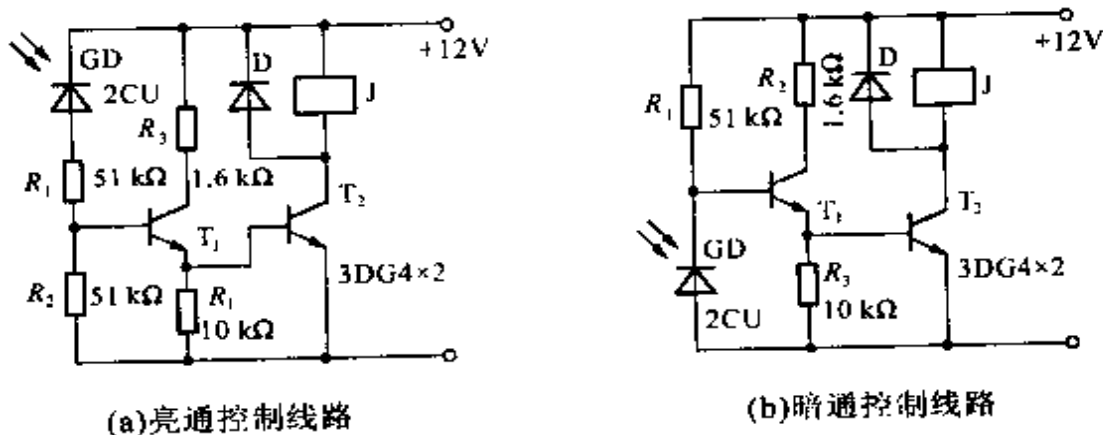 +12V
GD
2CU
D
J
R3
R1
51 kΩ
1.6 kΩ
T2
T1
R2
51 kΩ
R1
10 kΩ
3DG4×2
(a)亮通控制线路
+12V
R1
51 kΩ
R2
1.6 kΩ
D
J
T1
T2
GD
2CU
R3
10 kΩ
3DG4×2
(b)暗通控制线路